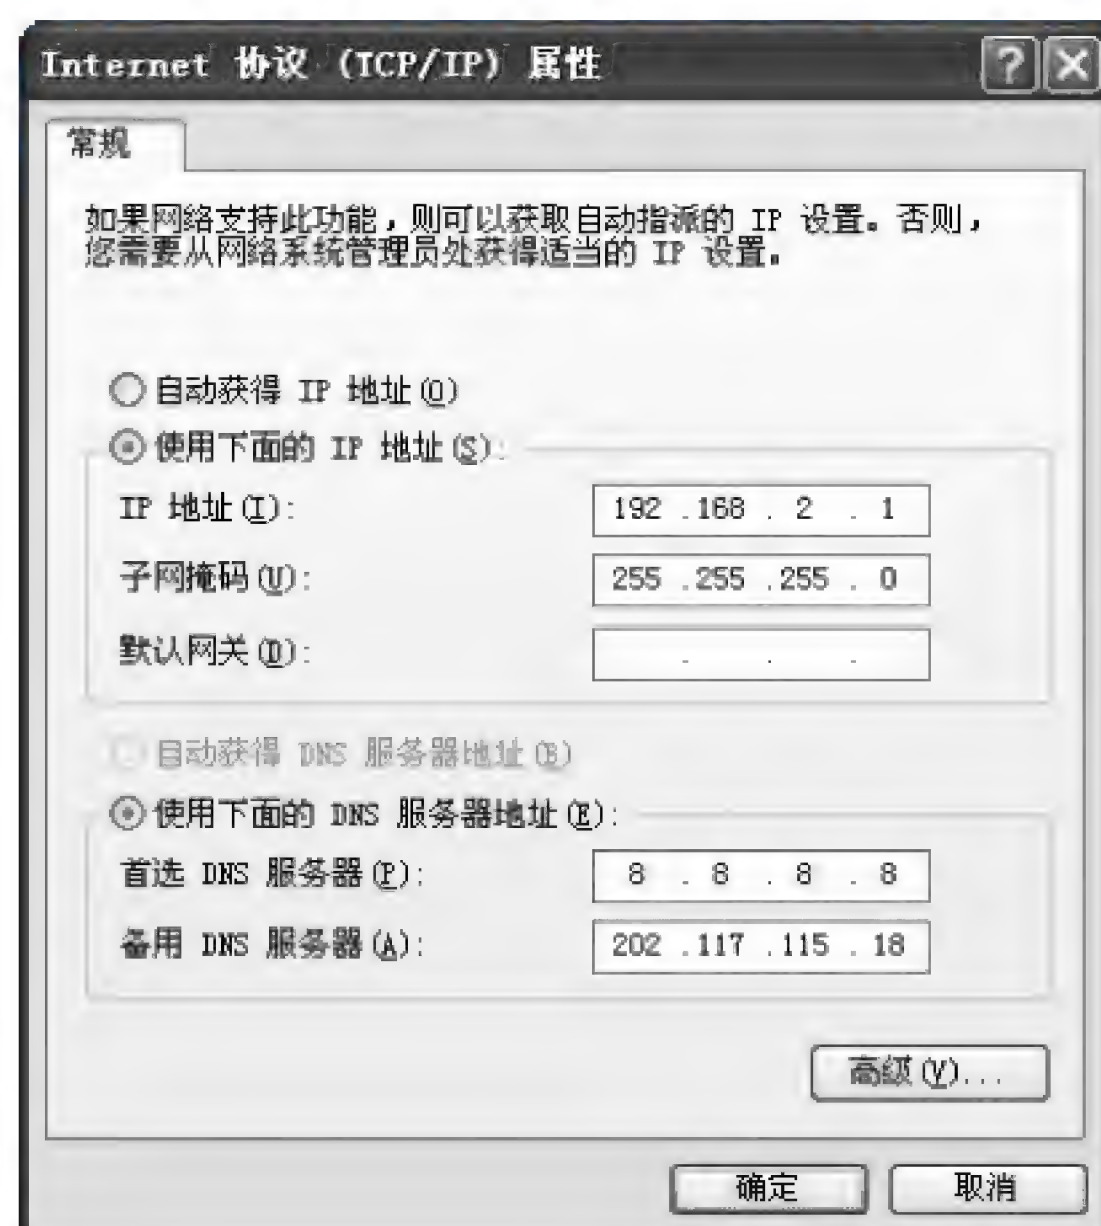 Internet 协议 (TCP/IP) 属性
常规
如果网络支持此功能，则可以获取自动指派的 IP 设置。否则，
您需要从网络系统管理员处获得适当的 IP 设置。
自动获得 IP 地址(O)
使用下面的 IP 地址(S):
IP 地址(I): 192 .168 . 2 . 1
子网掩码(U): 255 .255 .255 . 0
默认网关(D): . . .
自动获得 DNS 服务器地址(B)
使用下面的 DNS 服务器地址(E):
首选 DNS 服务器(P): 8 . 8 . 8 . 8
备用 DNS 服务器(A): 202 .117 .115 . 18
高级(V)...
确定 取消